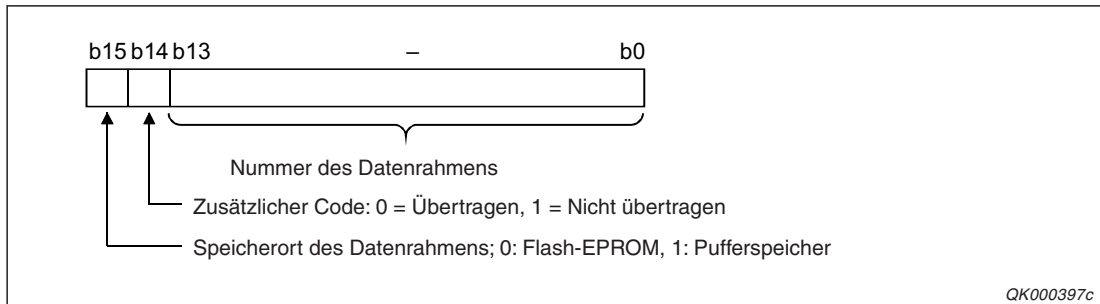 b15 b14 b13 – b0
Nummer des Datenrahmens
Zusätzlicher Code: 0 = Übertragen, 1 = Nicht übertragen
Speicherort des Datenrahmens; 0: Flash-EPROM, 1: Pufferspeicher
QK000397c